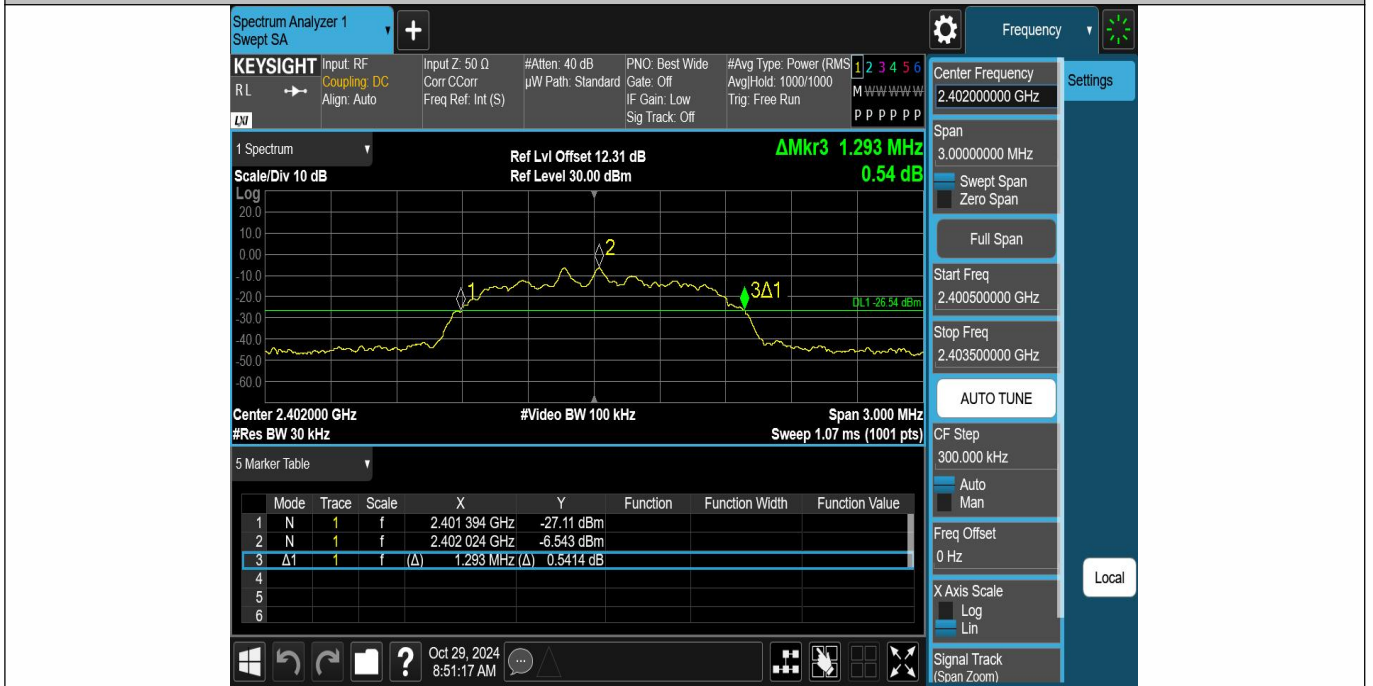 Spectrum Analyzer 1
Swept SA
Frequency
KEYSIGHT
RL
LXI
Input: RF
Coupling: DC
Align: Auto
Input Z: 50 Ω
Corr CCorr
Freq Ref: Int (S)
#Atten: 40 dB
µW Path: Standard
PNO: Best Wide
Gate: Off
IF Gain: Low
Sig Track: Off
#Avg Type: Power (RMS
Avg|Hold: 1000/1000
Trig: Free Run
1 2 3 4 5 6
M W W W W W
P P P P P P
1 Spectrum
Scale/Div 10 dB
Ref Lvl Offset 12.31 dB
Ref Level 30.00 dBm
ΔMkr3 1.293 MHz
0.54 dB
Log
20.0
10.0
0.00
-10.0
-20.0
-30.0
-40.0
-50.0
-60.0
1
2
3Δ1
DL1 -26.54 dBm
Center 2.402000 GHz
#Video BW 100 kHz
Span 3.000 MHz
#Res BW 30 kHz
Sweep 1.07 ms (1001 pts)
5 Marker Table
Mode Trace Scale X Y Function Function Width Function Value
1 N 1 f 2.401 394 GHz -27.11 dBm
2 N 1 f 2.402 024 GHz -6.543 dBm
3 Δ1 1 f (Δ) 1.293 MHz (Δ) 0.5414 dB
4
5
6
?
Oct 29, 2024
8:51:17 AM
Center Frequency
2.402000000 GHz
Span
3.00000000 MHz
Swept Span
Zero Span
Full Span
Start Freq
2.400500000 GHz
Stop Freq
2.403500000 GHz
AUTO TUNE
CF Step
300.000 kHz
Auto
Man
Freq Offset
0 Hz
X Axis Scale
Log
Lin
Signal Track
(Span Zoom)
Settings
Local